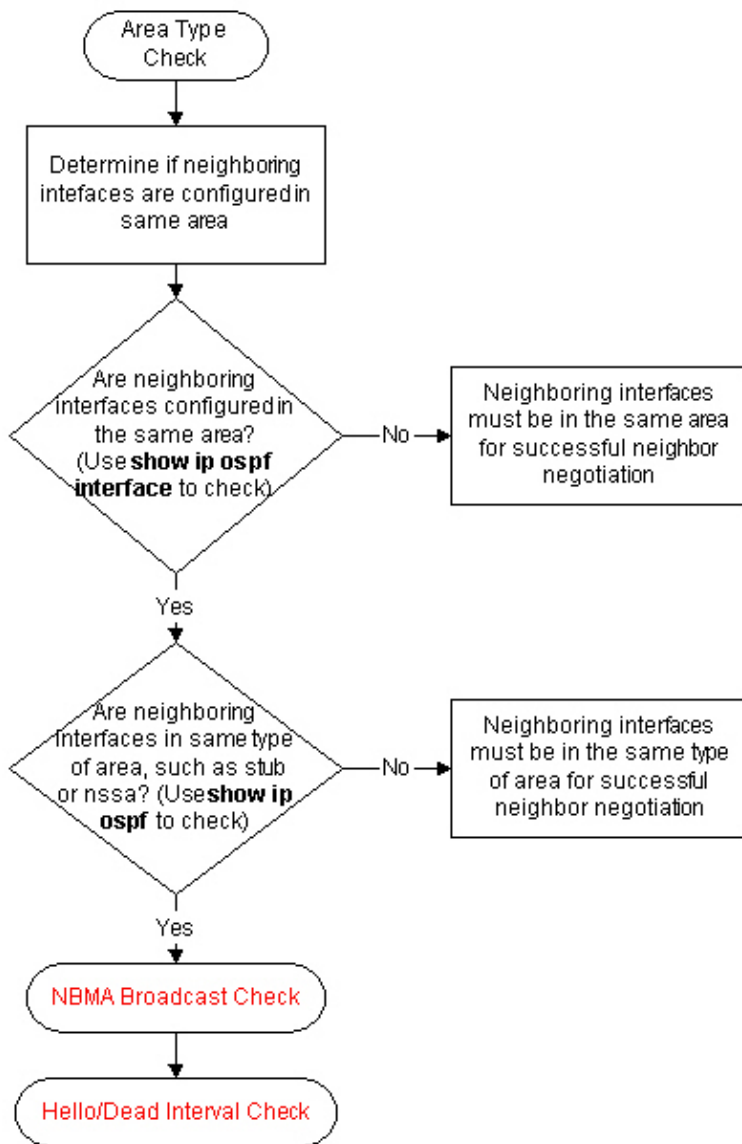 Area Type
Check
Determine if neighboring
intefaces are configured in
same area
Are neighboring
interfaces configured in
the same area?
(Use show ip ospf
interface to check)
No
Neighboring interfaces
must be in the same area
for successful neighbor
negotiation
Yes
Are neighboring
interfaces in same type
of area, such as stub
or nssa? (Use show ip
ospf to check)
No
Neighboring interfaces
must be in the same type
of area for successful
neighbor negotiation
Yes
NBMA Broadcast Check
Hello/Dead Interval Check